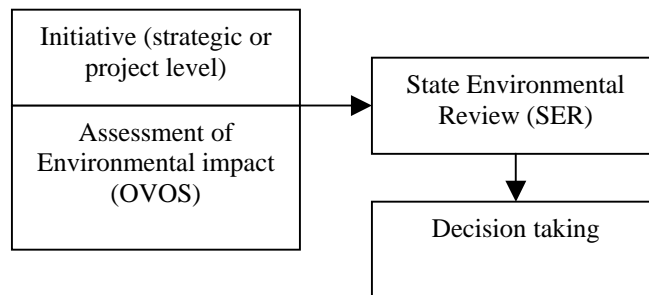 Initiative (strategic or
project level)
Assessment of
Environmental impact
(OVOS)
State Environmental
Review (SER)
Decision taking